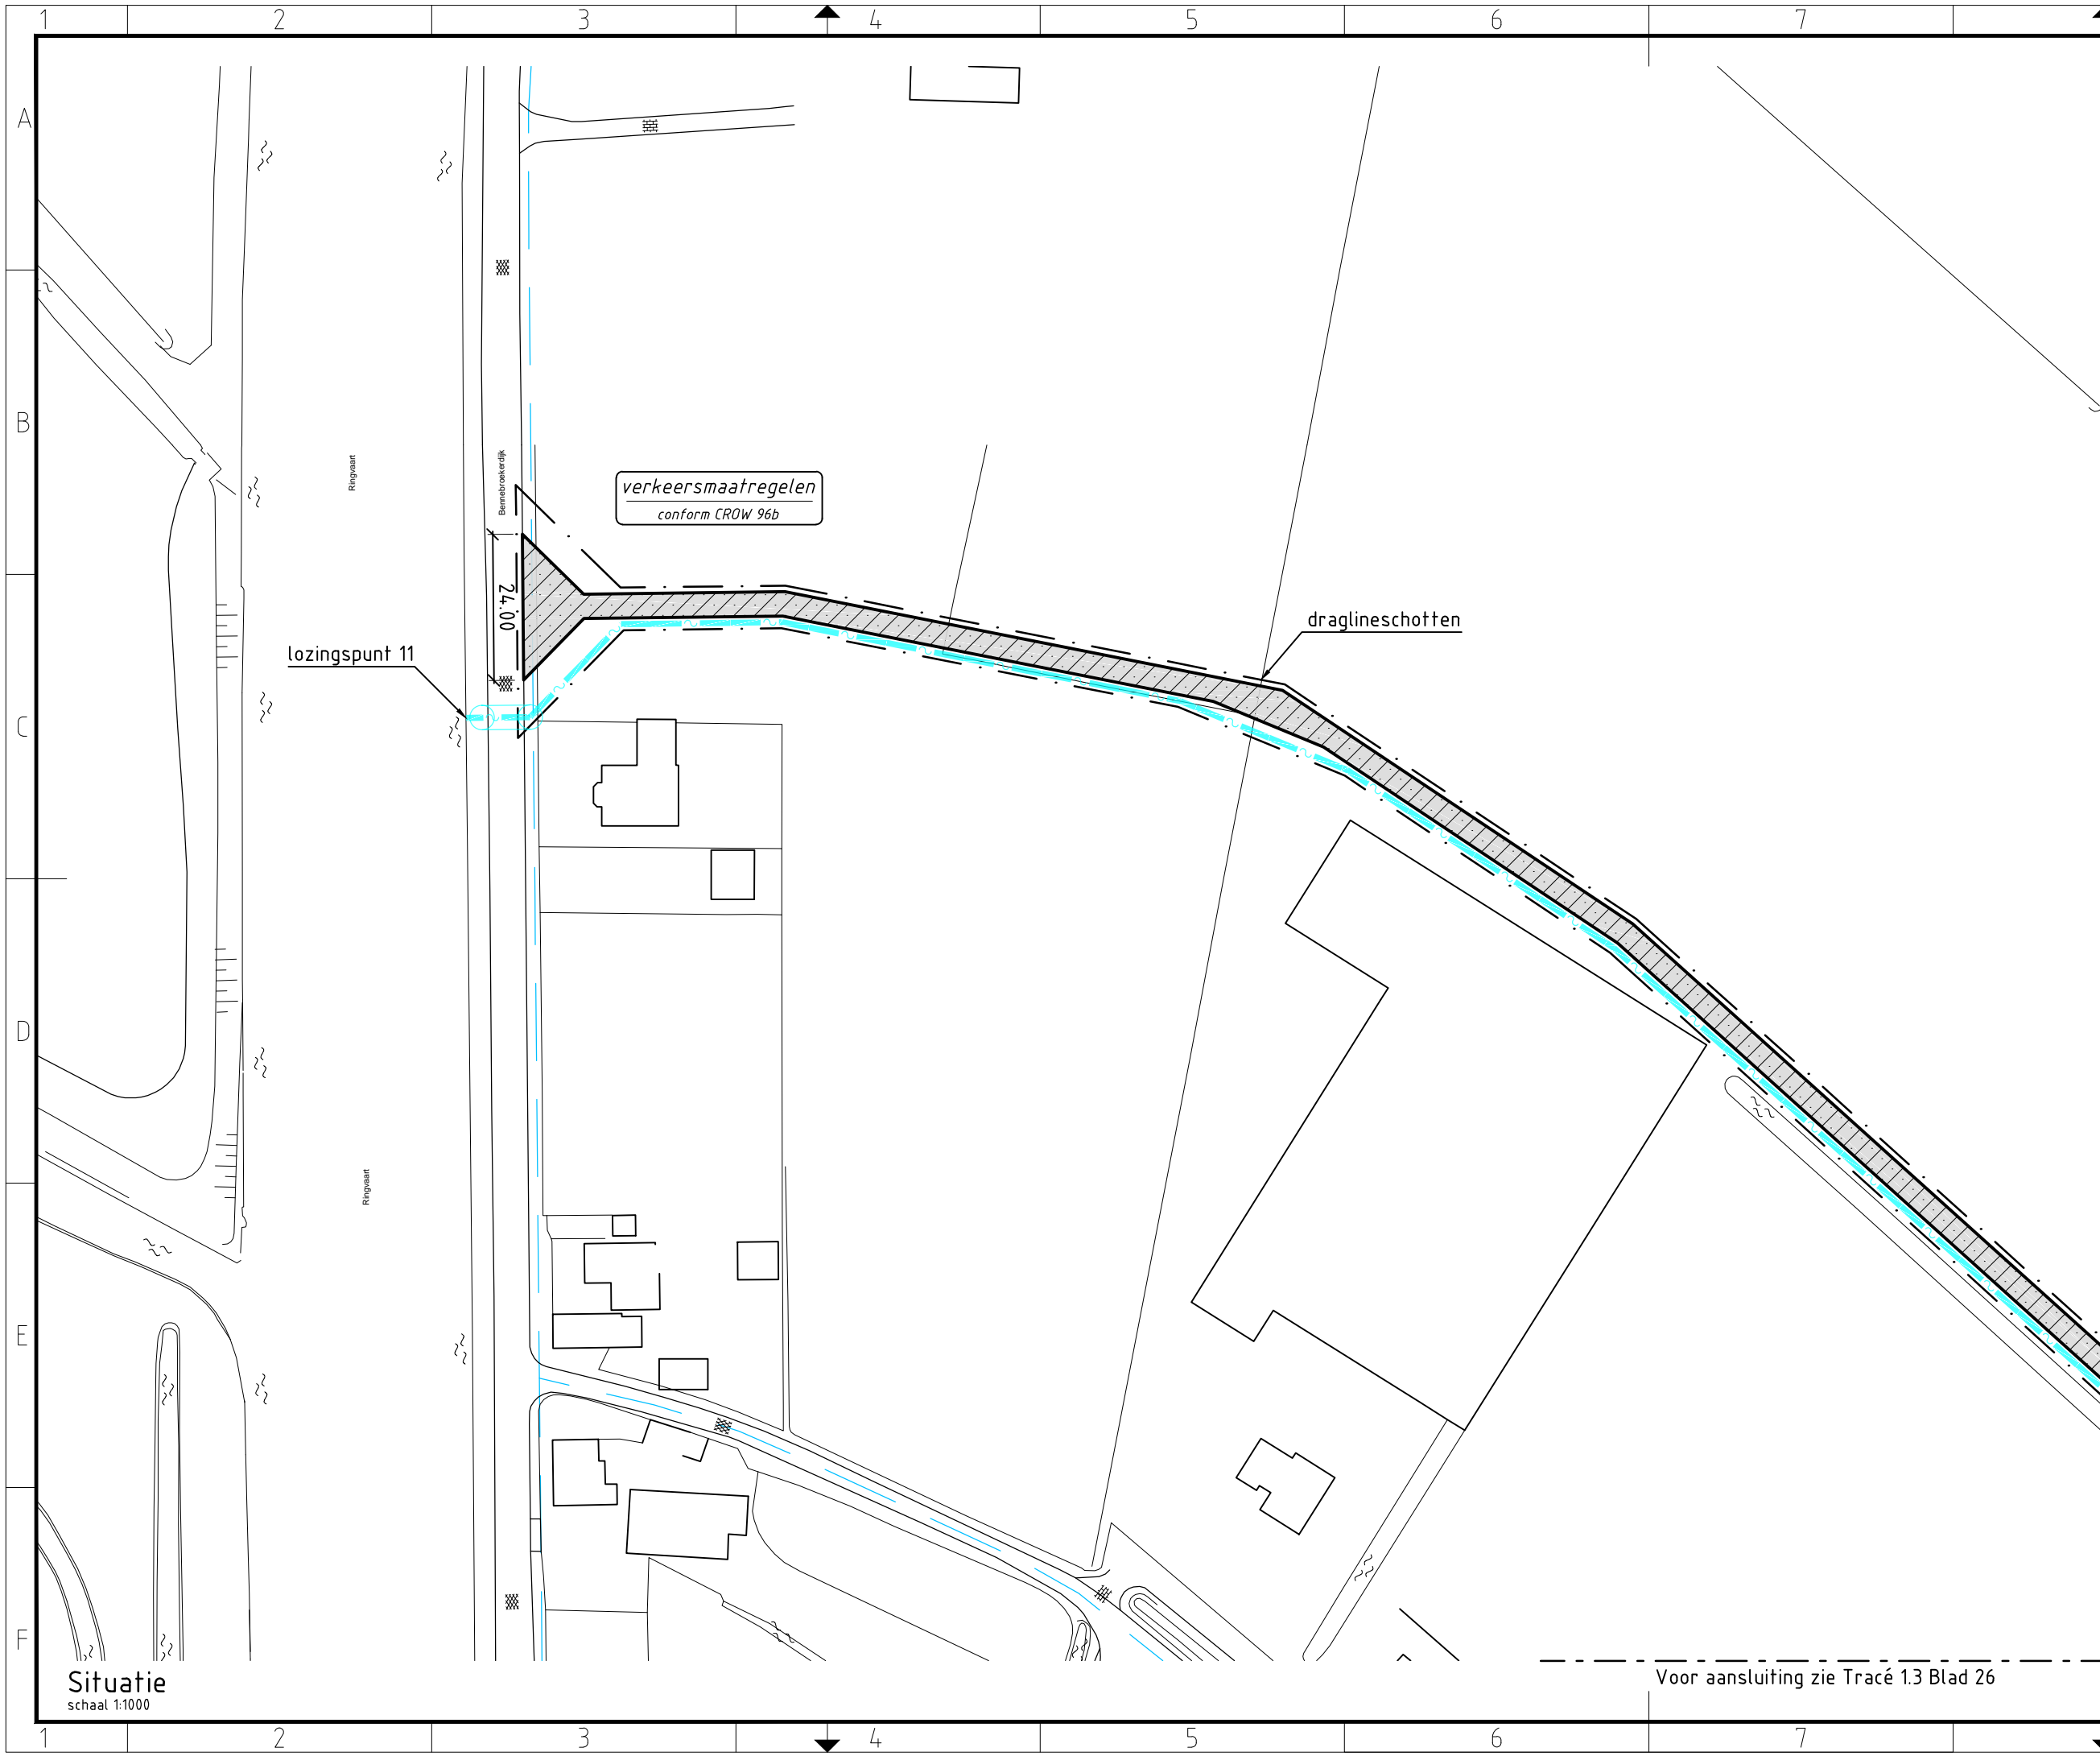 1 2 3 4 5 6 7
A
B
C
D
E
F
Ringvaart
Bennebroekerdijk
verkeersmaatregelen
conform CROW 96b
24.00
draglineschotten
lozingspunt 11
Ringvaart
Situatie
schaal 1:1000
Voor aansluiting zie Tracé 1.3 Blad 26
1 2 3 4 5 6 7